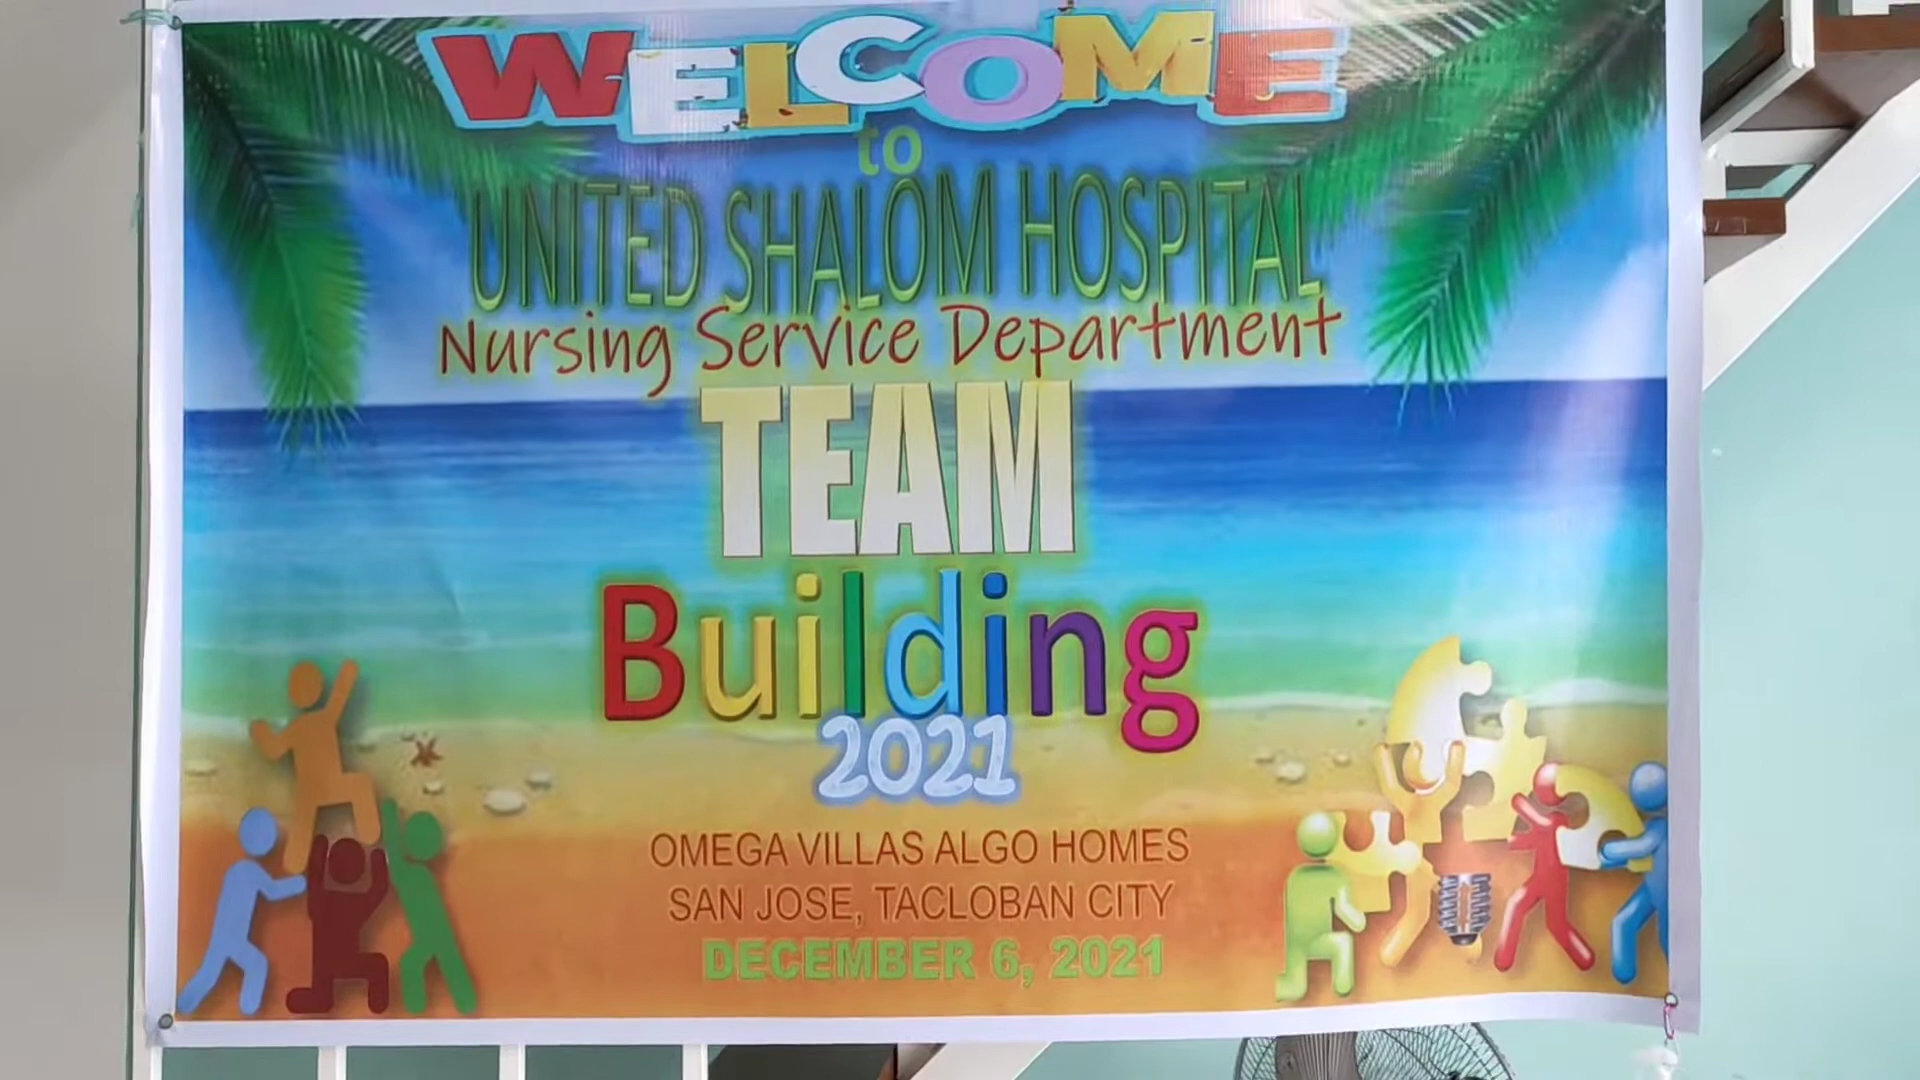 WELCOME
to
UNITED SHALOM HOSPITAL
Nursing Service Department
TEAM
Building
2021
OMEGA VILLAS ALGO HOMES
SAN JOSE, TACLOBAN CITY
DECEMBER 6, 2021